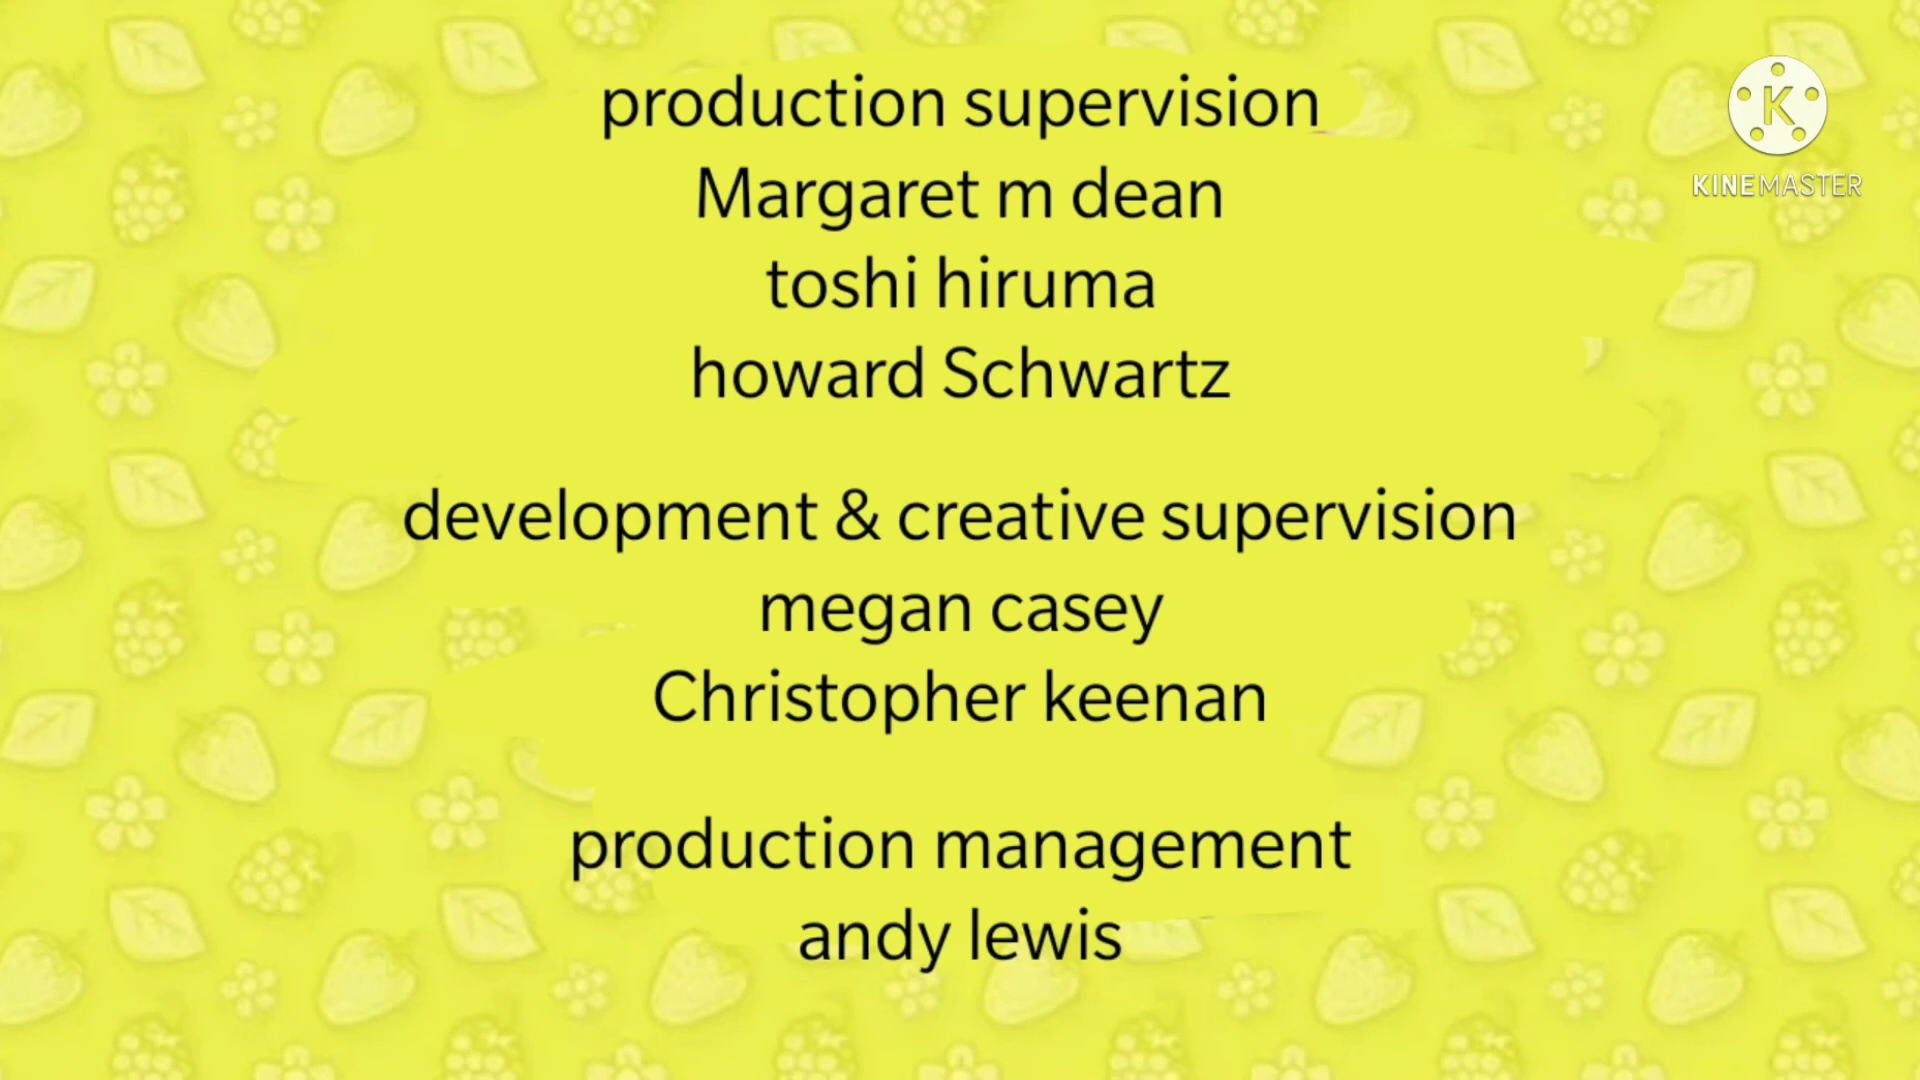 production supervision
Margaret m dean
toshi hiruma
howard Schwartz
development & creative supervision
megan casey
Christopher keenan
production management
andy lewis
K
KINEMASTER